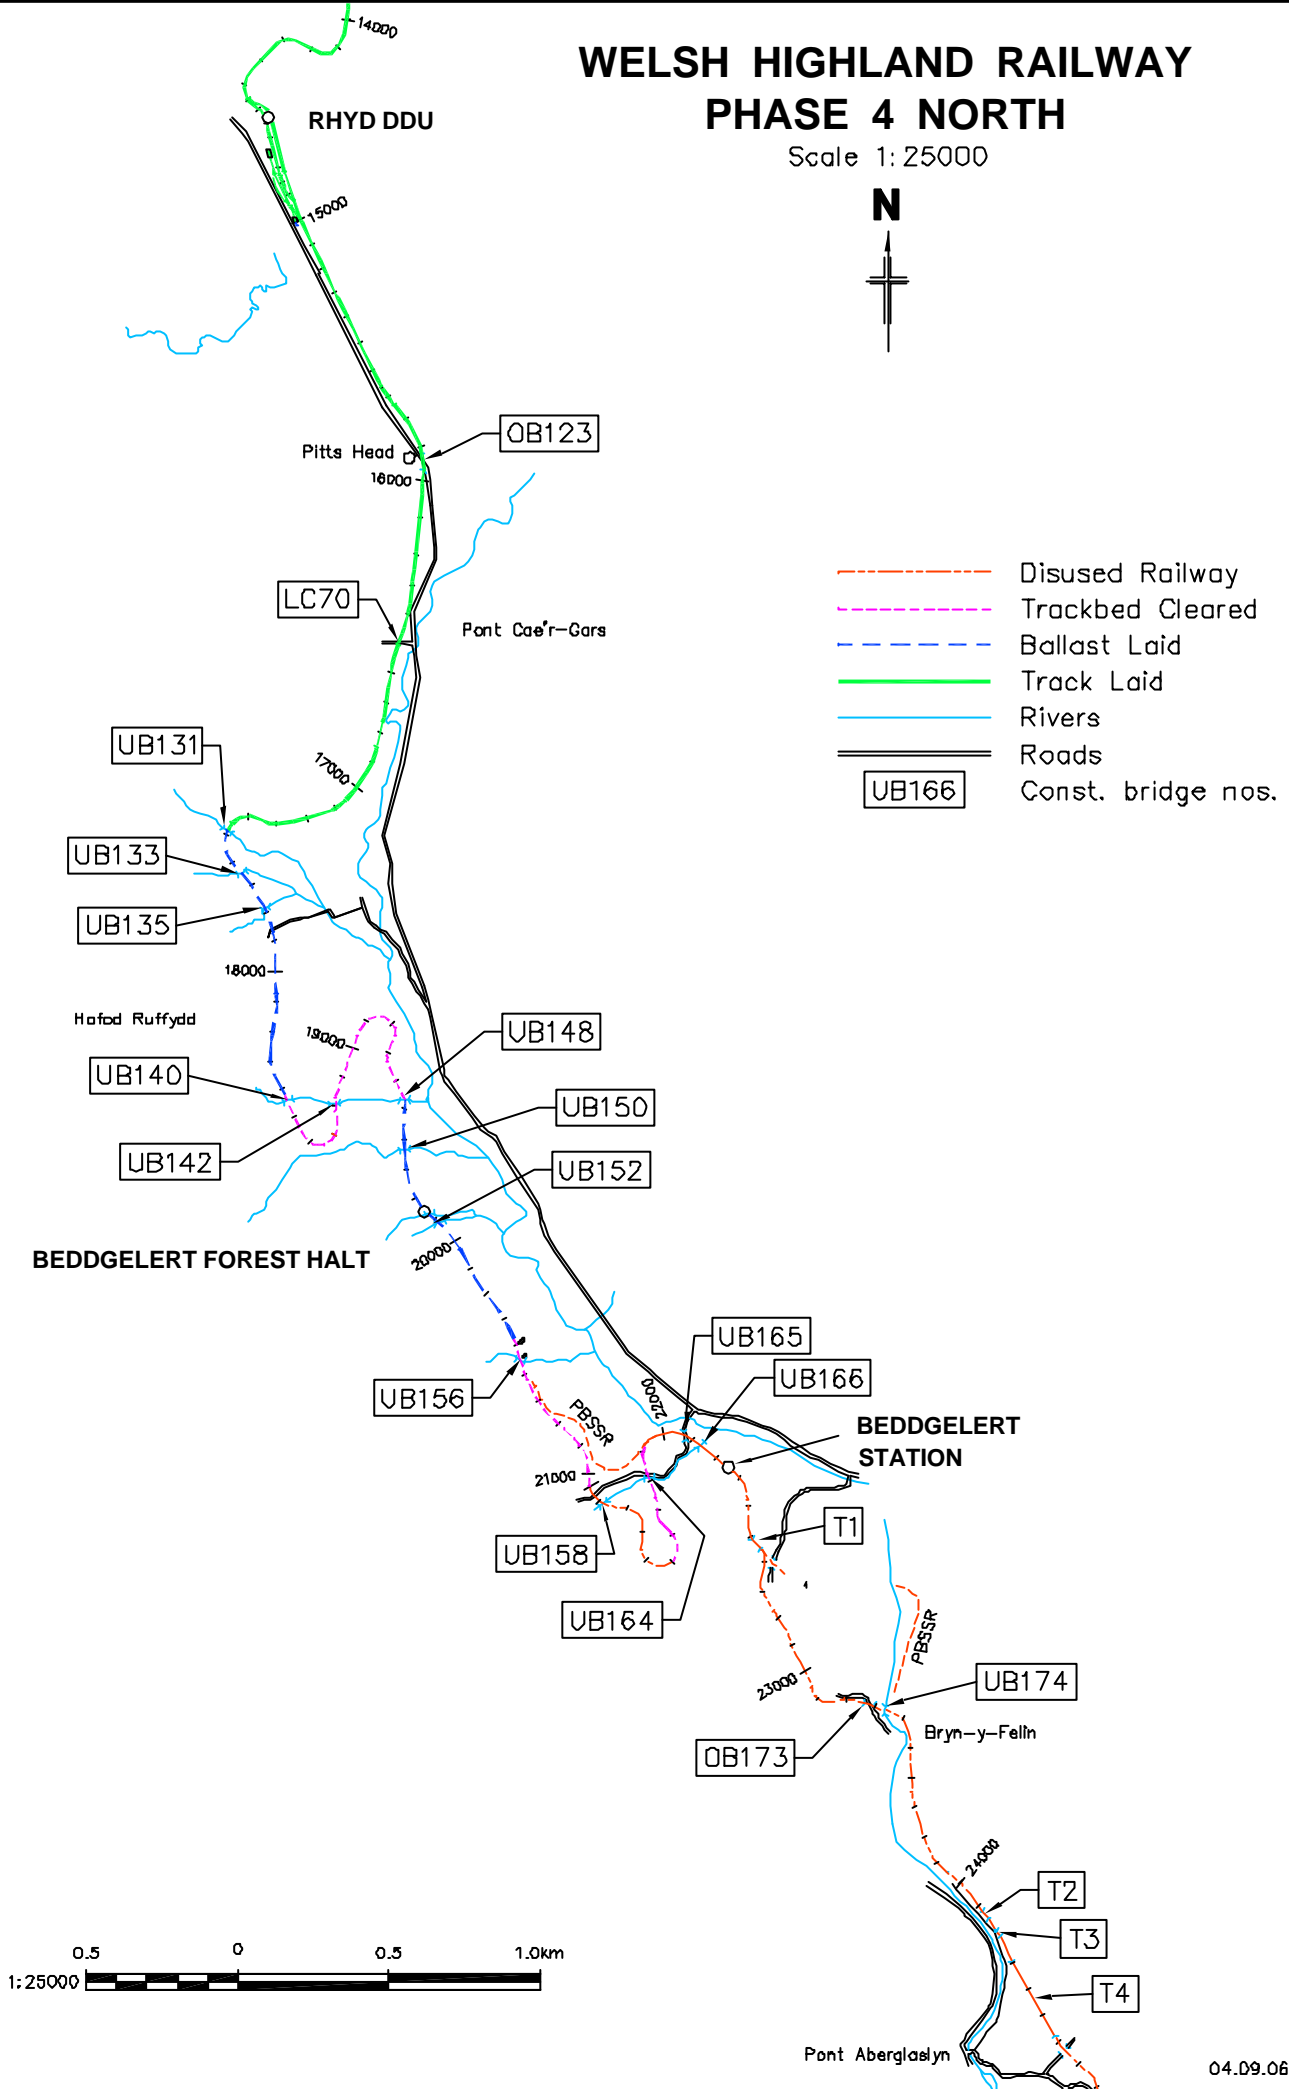 14000
WELSH HIGHLAND RAILWAY
PHASE 4 NORTH
RHYD DDU
Scale 1:25000
N
15000
OB123
Pitts Head
16000
Disused Railway
LC70
Trackbed Cleared
Pont Cae'r-Gors
Ballast Laid
Track Laid
Rivers
UB131
Roads
17000
UB166
Const. bridge nos.
UB133
UB135
18000
Hafod Ruffydd
19000
UB148
UB140
UB150
UB142
UB152
20000
BEDDGELERT FOREST HALT
UB165
UB166
UB156
22000
PBSSR
BEDDGELERT
STATION
21000
T1
UB158
UB164
PBSSR
23000
UB174
Bryn-y-Felin
OB173
24000
T2
T3
0.5
0
0.5
1.0km
1:25000
T4
Pont Aberglaslyn
04.09.06